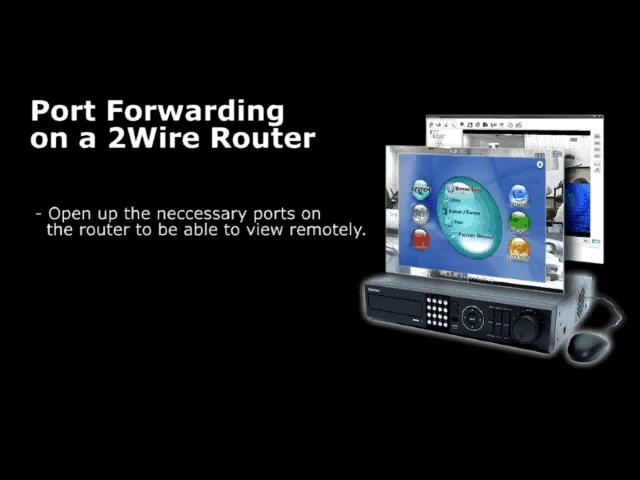 Port Forwarding
on a 2Wire Router
- Open up the neccessary ports on
the router to be able to view remotely.
SYSTEM